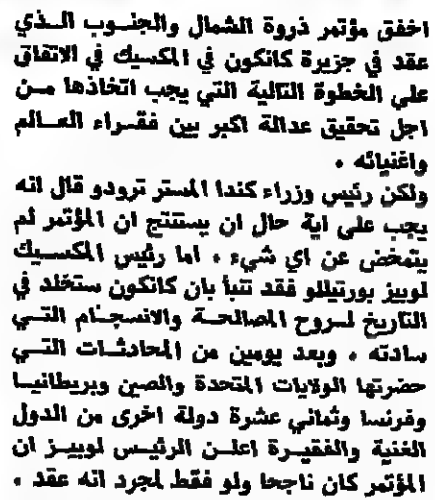 اخفق مؤتمر ذروة الشمال والجنوب الذي
عقد في جزيرة كانكون في المكسيك في الاتفاق
على الخطوة التالية التي يجب اتخاذها من
اجل تحقيق عدالة اكبر بين فقراء العالم
واغنيائه .
ولكن رئيس وزراء كندا المستر ترودو قال انه
يجب على اية حال ان يستنتج ان المؤتمر لم
يتمخض عن اي شيء . اما رئيس المكسيك
لوبيز بورتيللو فقد تنبأ بان كانكون ستخلد في
التاريخ لروح المصالحة والانسجام التي
سادته . وبعد يومين من المحادثات التي
حضرتها الولايات المتحدة والصين وبريطانيا
وفرنسا وثماني عشرة دولة اخرى من الدول
الغنية والفقيرة اعلن الرئيس لوبيز ان
المؤتمر كان ناجحا ولو فقط لمجرد انه عقد .